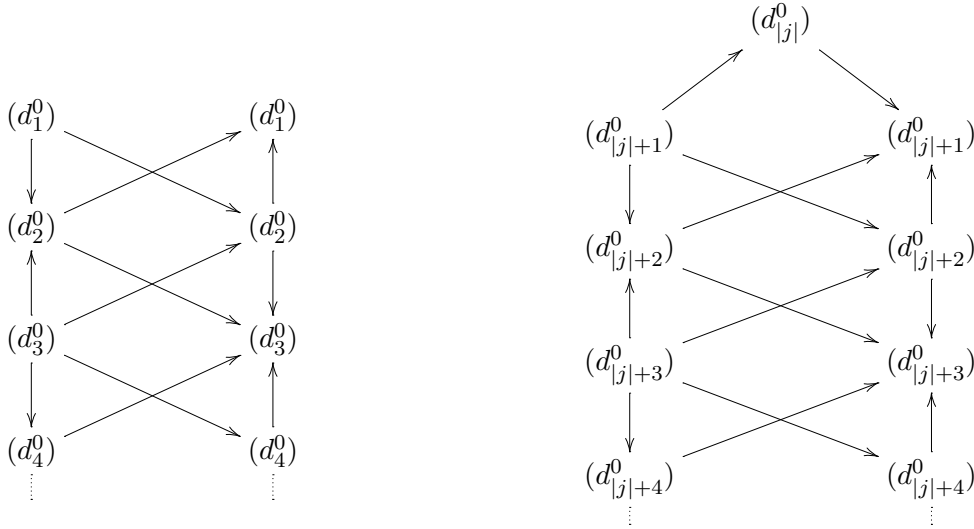 $(d^0_{|j|})$
$(d^0_1)$ $(d^0_1)$ $(d^0_{|j|+1})$ $(d^0_{|j|+1})$
$(d^0_2)$ $(d^0_2)$ $(d^0_{|j|+2})$ $(d^0_{|j|+2})$
$(d^0_3)$ $(d^0_3)$ $(d^0_{|j|+3})$ $(d^0_{|j|+3})$
$(d^0_4)$ $(d^0_4)$ $(d^0_{|j|+4})$ $(d^0_{|j|+4})$